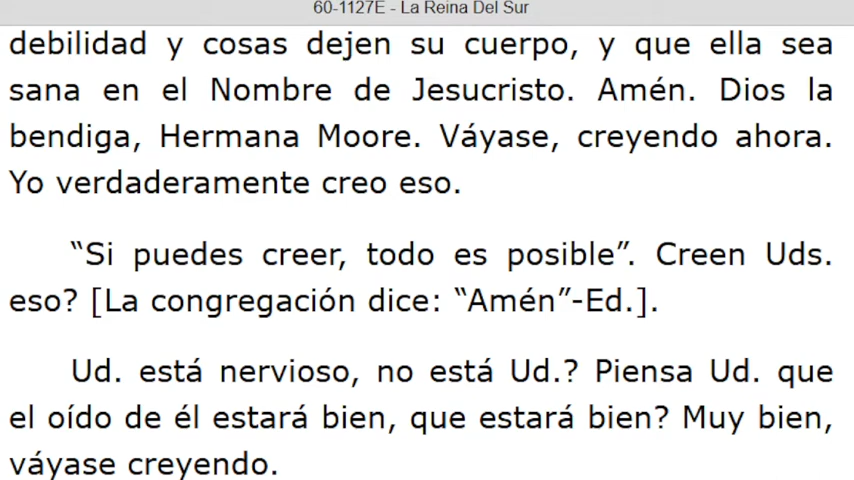 60-1127E - La Reina Del Sur
debilidad y cosas dejen su cuerpo, y que ella sea
sana en el Nombre de Jesucristo. Amén. Dios la
bendiga, Hermana Moore. Váyase, creyendo ahora.
Yo verdaderamente creo eso.
“Si puedes creer, todo es posible”. Creen Uds.
eso? [La congregación dice: “Amén”-Ed.].
Ud. está nervioso, no está Ud.? Piensa Ud. que
el oído de él estará bien, que estará bien? Muy bien,
váyase creyendo.